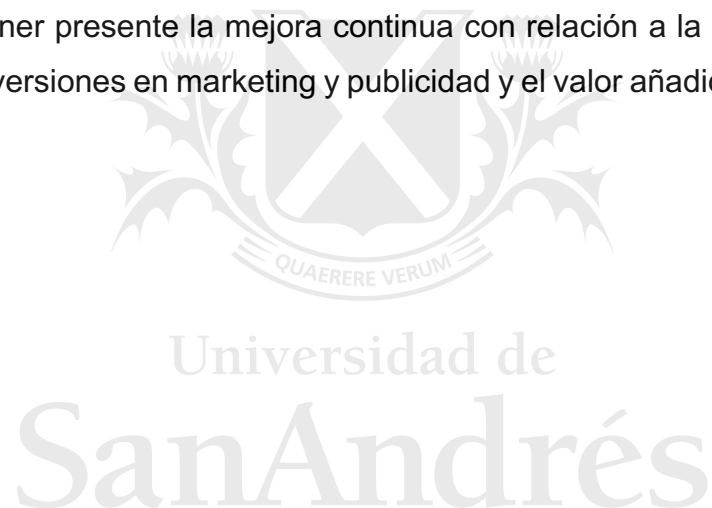 ner presente la mejora continua con relación a la
versiones en marketing y publicidad y el valor
QUAERERE VERUM
Universidad de
SanAndrés